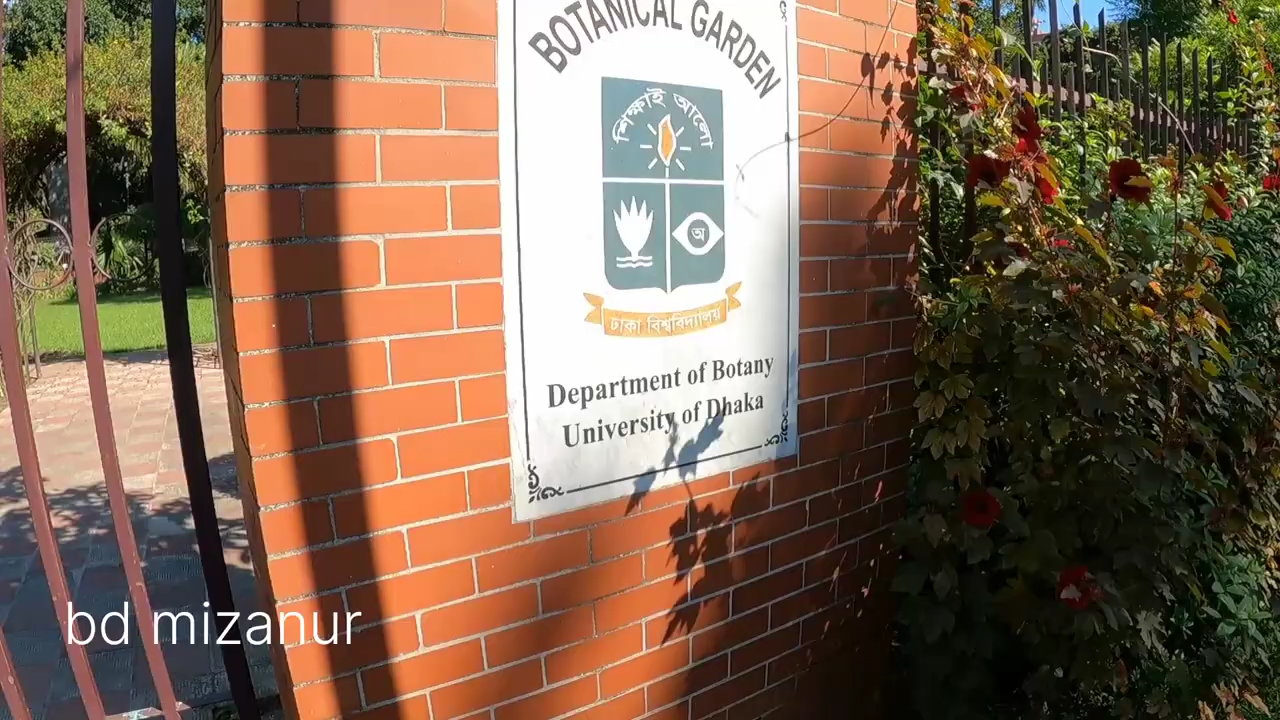 BOTANICAL GARDEN
শিক্ষাই আলো
অ
ঢাকা বিশ্ববিদ্যালয়
Department of Botany
University of Dhaka
bd mizanur